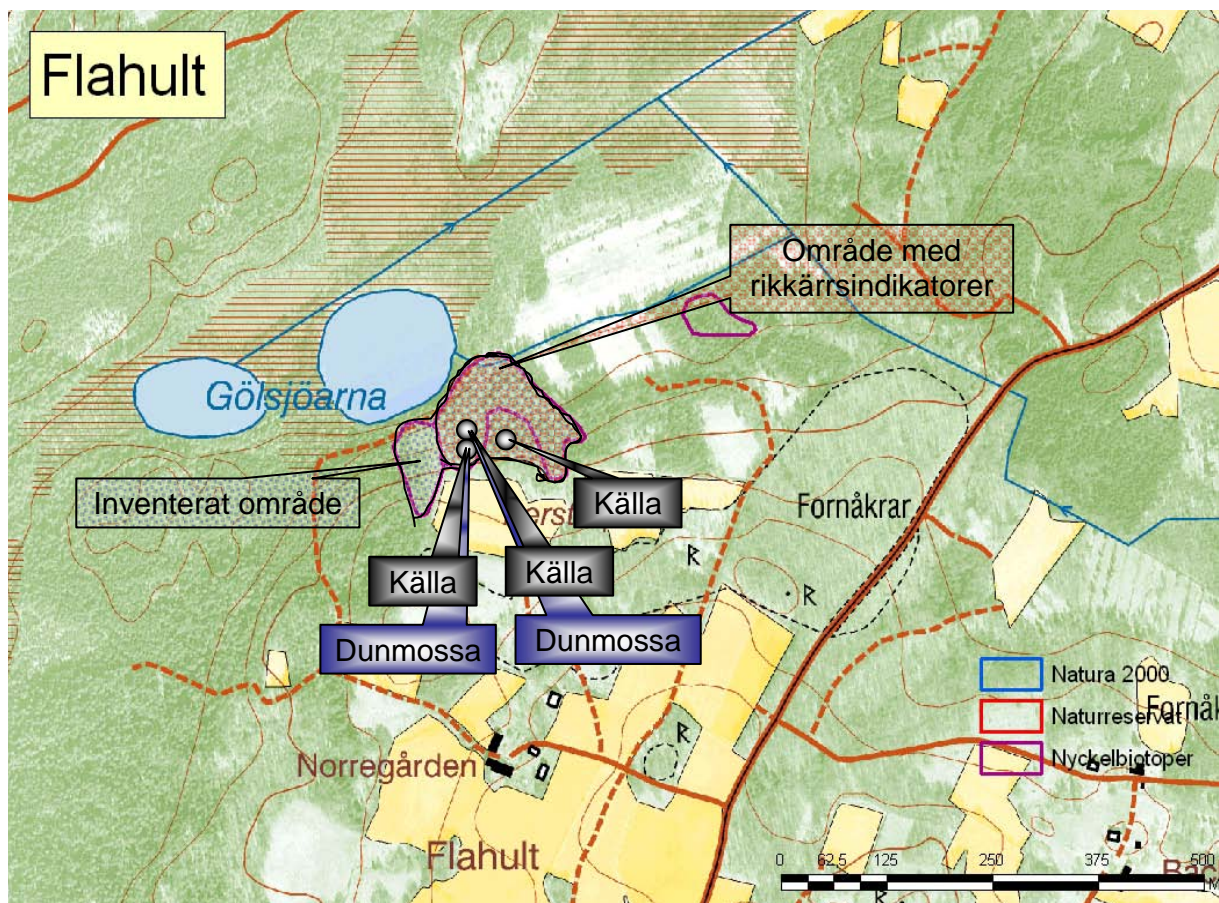 Flahult
Område med
rikkärrsindikatorer
Gölsjöarna
Inventerat område
Källa
Fornåkrar
R
Källa
Källa
R
Dunmossa
Dunmossa
Natura 2000
Naturreservat
Nyckelbiotoper
R
Norregården
Flahult
0 62,5 125 250 375 500